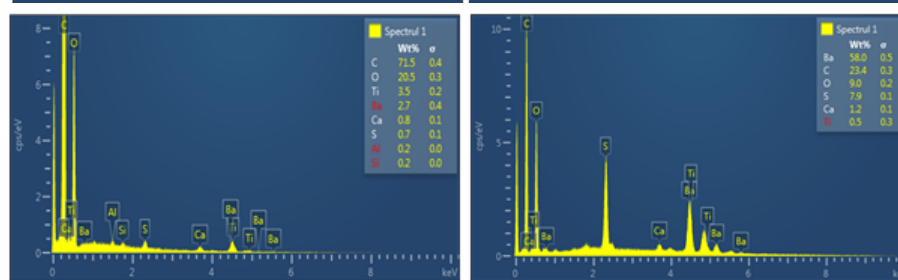 Spectrul 1
Wt% σ
C 71.5 0.4
O 20.5 0.3
Ti 3.5 0.2
Ba 2.7 0.4
Ca 0.8 0.1
S 0.7 0.1
Al 0.2 0.0
Si 0.2 0.0
cps/eV
8
6
4
2
0
C
O
Ti
Ca
Ba
Al
Si
S
Ca
Ba
Ti
Ti
Ba
Ba
0 2 4 6 8 keV
Spectrul 1
Wt% σ
Ba 58.0 0.5
C 23.4 0.3
O 9.0 0.2
S 7.9 0.1
Ca 1.2 0.1
Ti 0.5 0.3
cps/eV
10
5
0
C
O
Ti
Ca
Ba
S
Ca
Ti
Ba
Ti
Ba
Ba
0 2 4 6 8